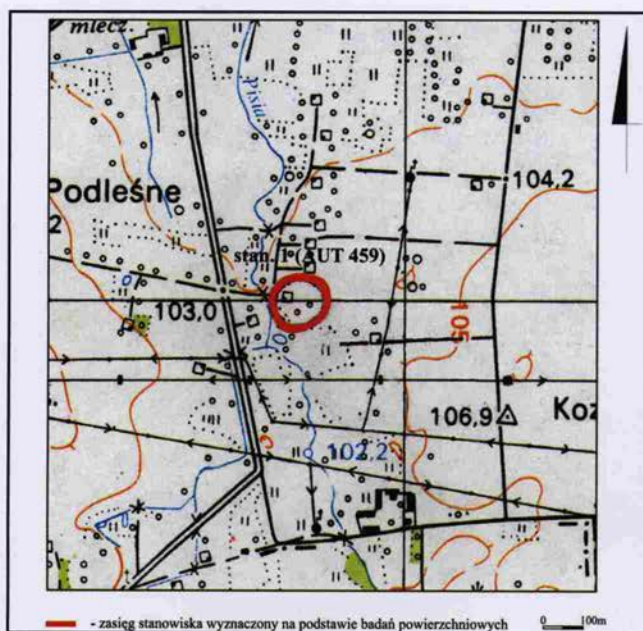 mlecz.
Pisia
Podleśne
2
104,2
stan. 1 (AUT 459)
103,0
105
106,9
Koz
102,2
- zasięg stanowiska wyznaczony na podstawie badań powierzchniowych
0 100m